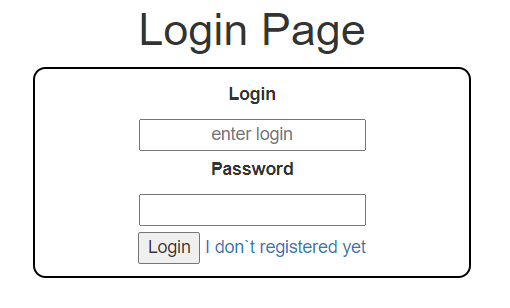 Login Page
Login
enter login
Password
Login I don`t registered yet